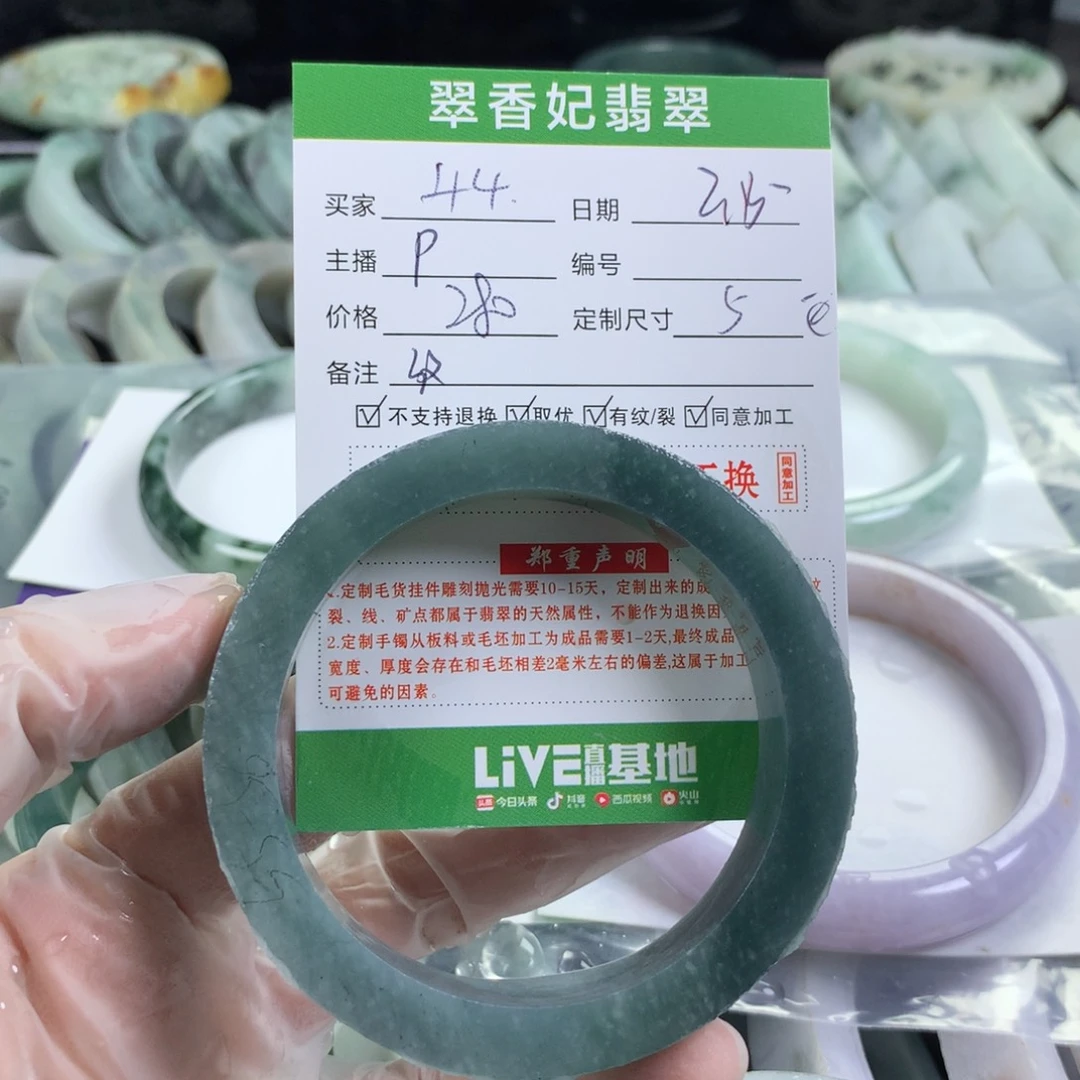 翠香妃翡翠
买家 44. 日期
主播 P 编号
价格 280 定制尺寸 5
备注
不支持退换 取优 有纹/裂 同意加工
换 同意加工
郑重声明
1.定制毛货挂件雕刻抛光需要10-15天，定制出来的成 纹
裂、线、矿点都属于翡翠的天然属性，不能作为退换因
2.定制手镯从板料或毛坯加工为成品需要1-2天,最终成品
宽度、厚度会存在和毛坯相差2毫米左右的偏差,这属于加工
可避免的因素。
LiVE直播基地
头条 今日头条 抖音 西瓜视频 火山